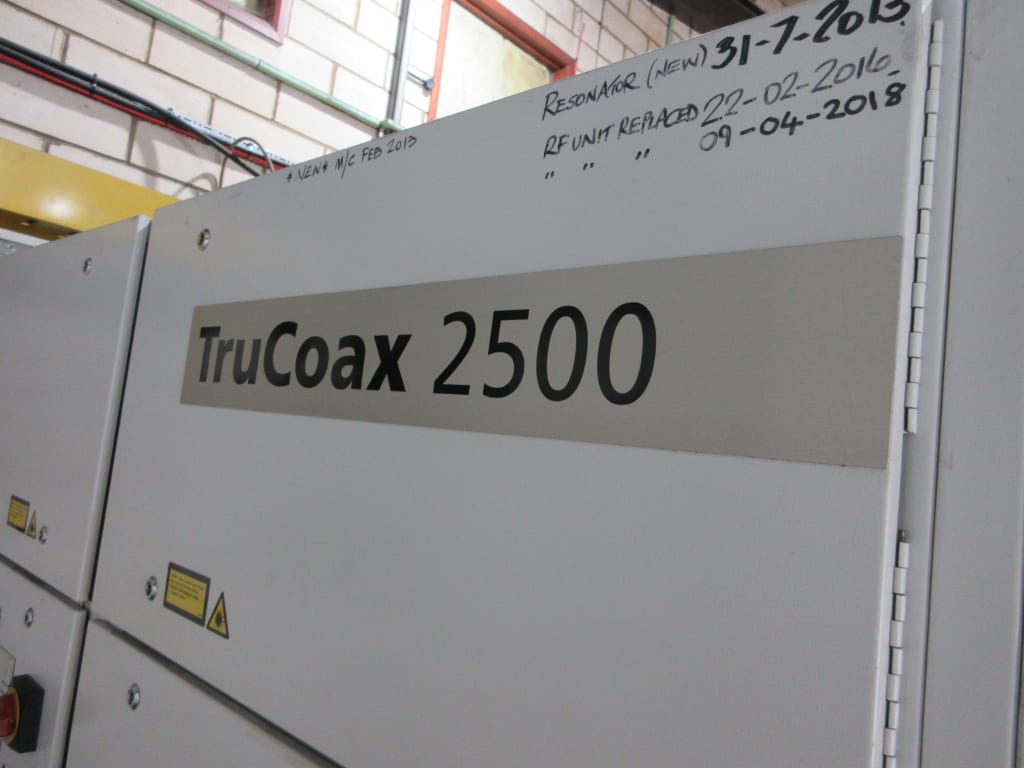 RESONATOR (NEW) 31-7-2013
RF UNIT REPLACED 22-02-2016
" " 09-04-2018
*NEW* M/C FEB 2013
TruCoax 2500